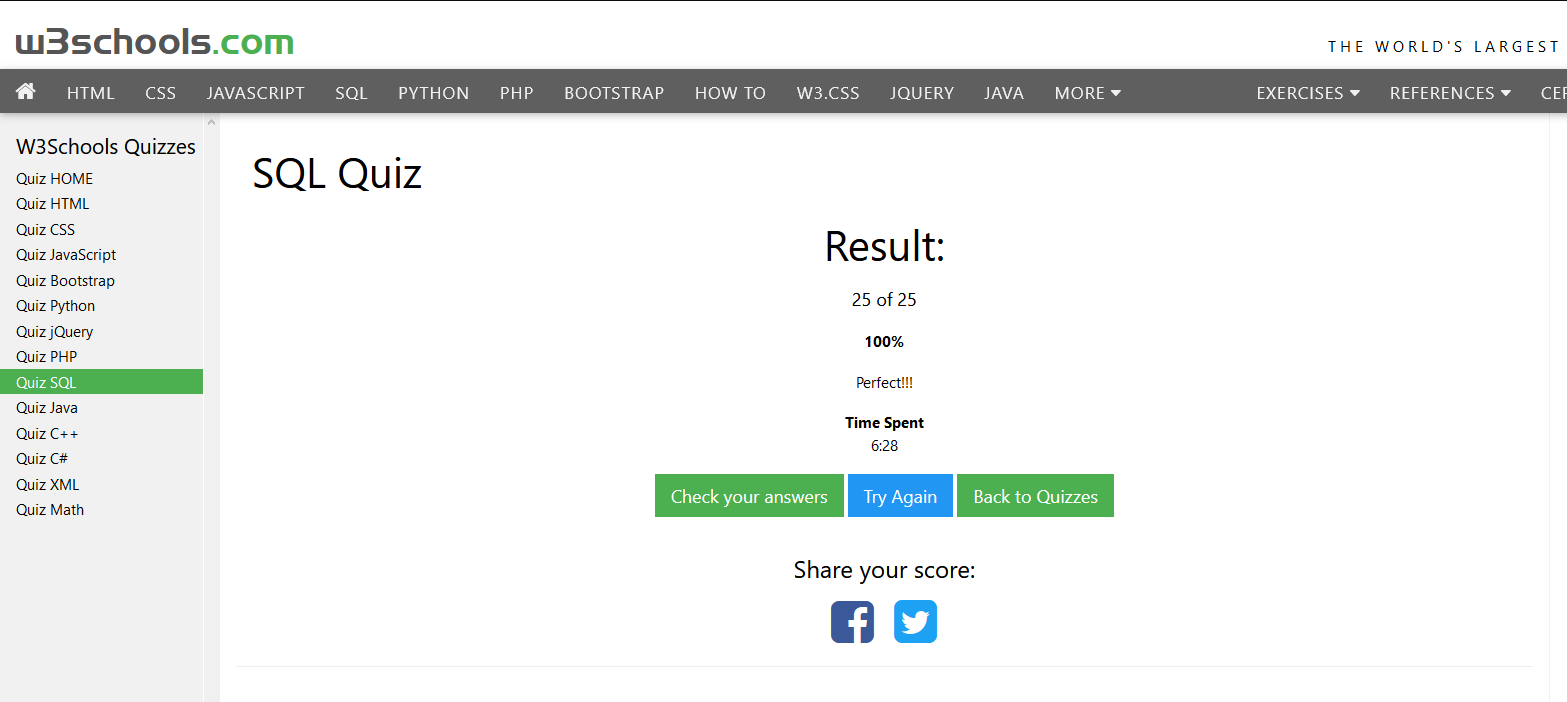 w3schools.com
THE WORLD'S LARGEST
HTML CSS JAVASCRIPT SQL PYTHON PHP BOOTSTRAP HOW TO W3.CSS JQUERY JAVA MORE EXERCISES REFERENCES CER
W3Schools Quizzes
Quiz HOME
Quiz HTML
Quiz CSS
Quiz JavaScript
Quiz Bootstrap
Quiz Python
Quiz jQuery
Quiz PHP
Quiz SQL
Quiz Java
Quiz C++
Quiz C#
Quiz XML
Quiz Math
SQL Quiz
Result:
25 of 25
100%
Perfect!!!
Time Spent
6:28
Check your answers Try Again Back to Quizzes
Share your score: